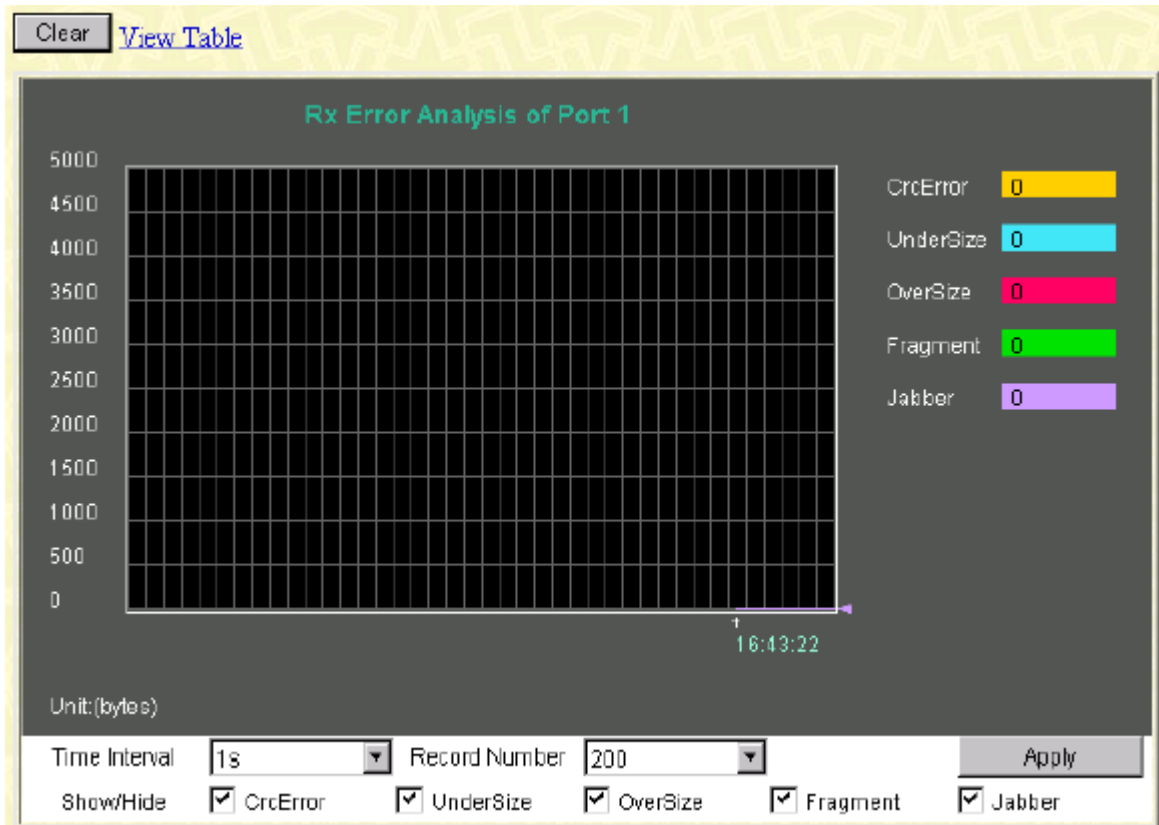 Clear View Table
Rx Error Analysis of Port 1
5000
4500
4000
3500
3000
2500
2000
1500
1000
500
0
CrcError 0
UnderSize 0
OverSize 0
Fragment 0
Jabber 0
16:43:22
Unit:(bytes)
Time Interval 1s Record Number 200 Apply
Show/Hide CrcError UnderSize OverSize Fragment Jabber